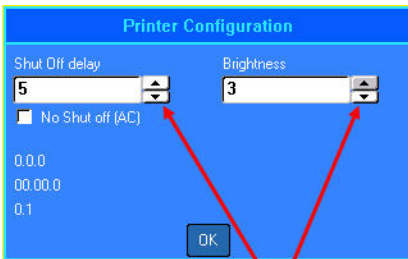 Printer Configuration
Shut Off delay
Brightness
5
3
No Shut off (AC)
0.0.0
00.00.0
0.1
OK